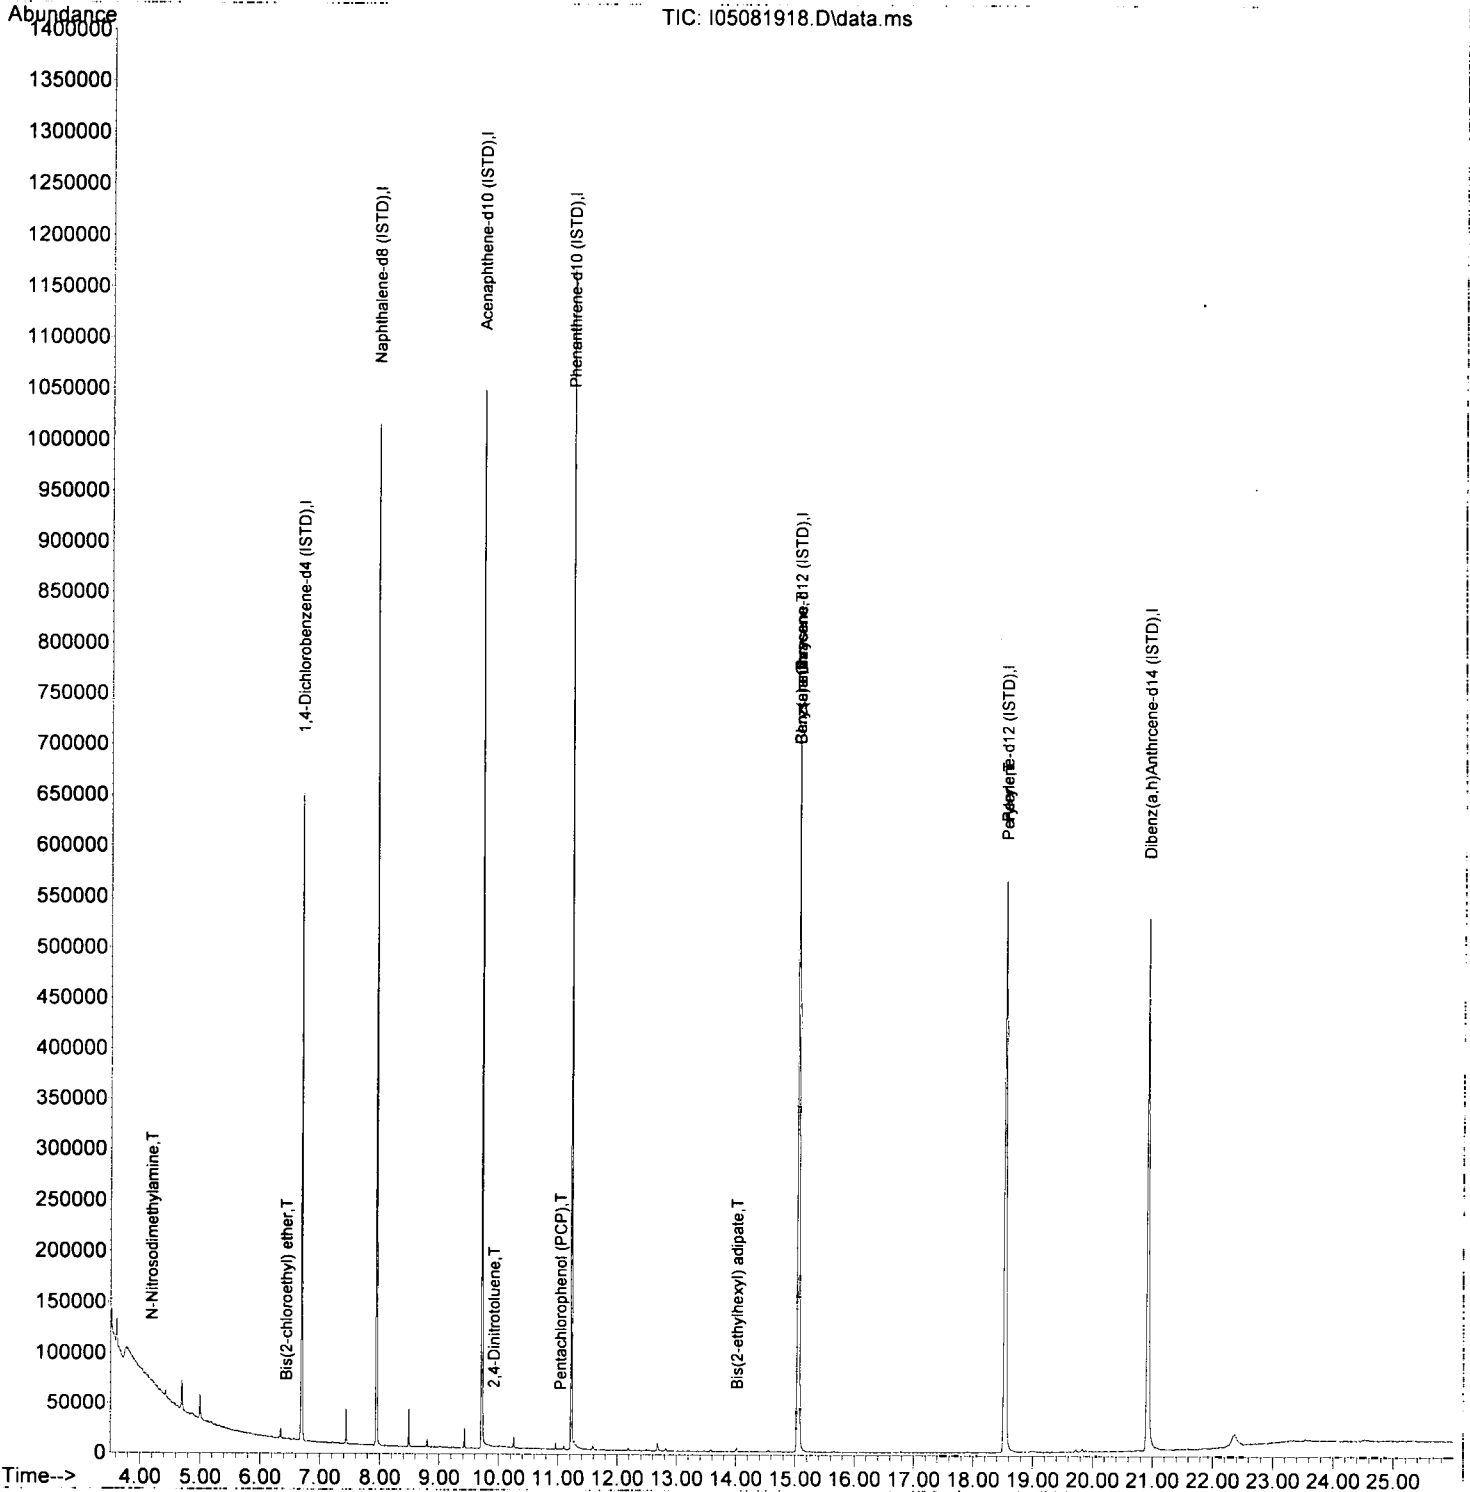 Abundance
TIC: I05081918.D\data.ms
1400000
1350000
1300000
1250000
1200000
1150000
1100000
1050000
1000000
950000
900000
850000
800000
750000
700000
650000
600000
550000
500000
450000
400000
350000
300000
250000
200000
150000
100000
50000
0
N-Nitrosodimethylamine,T
Bis(2-chloroethyl) ether,T
1,4-Dichlorobenzene-d4 (ISTD),I
Naphthalene-d8 (ISTD),I
Acenaphthene-d10 (ISTD),I
2,4-Dinitrotoluene,T
Pentachlorophenol (PCP),T
Phenanthrene-d10 (ISTD),I
Bis(2-ethylhexyl) adipate,T
d12 (ISTD),I
Perylene-d12 (ISTD),I
Dibenz(a,h)Anthrcene-d14 (ISTD),I
Time-->
4.00 5.00 6.00 7.00 8.00 9.00 10.00 11.00 12.00 13.00 14.00 15.00 16.00 17.00 18.00 19.00 20.00 21.00 22.00 23.00 24.00 25.00